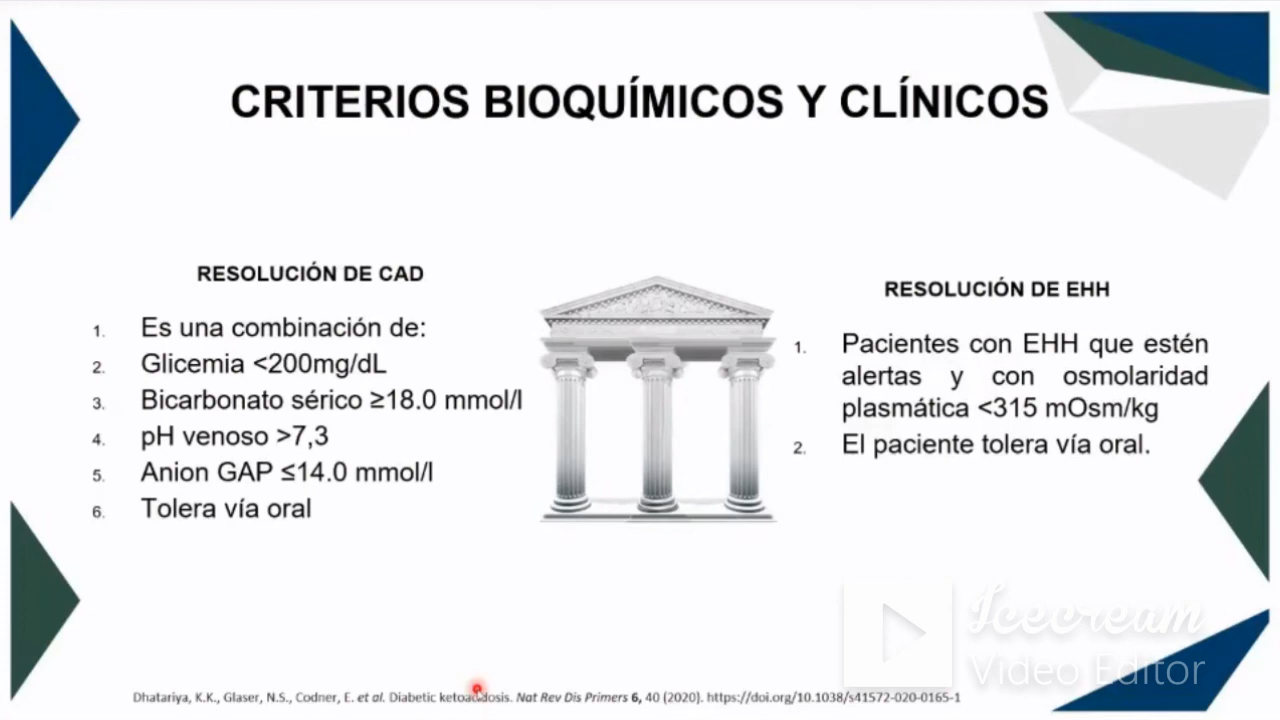 CRITERIOS BIOQUÍMICOS Y CLÍNICOS
RESOLUCIÓN DE CAD
1. Es una combinación de:
2. Glicemia <200mg/dL
3. Bicarbonato sérico ≥18.0 mmol/l
4. pH venoso >7,3
5. Anion GAP ≤14.0 mmol/l
6. Tolera vía oral
RESOLUCIÓN DE EHH
1. Pacientes con EHH que estén
alertas y con osmolaridad
plasmática <315 mOsm/kg
2. El paciente tolera vía oral.
Icecream
Video Editor
Dhatariya, K.K., Glaser, N.S., Codner, E. et al. Diabetic ketoacidosis. Nat Rev Dis Primers 6, 40 (2020). https://doi.org/10.1038/s41572-020-0165-1